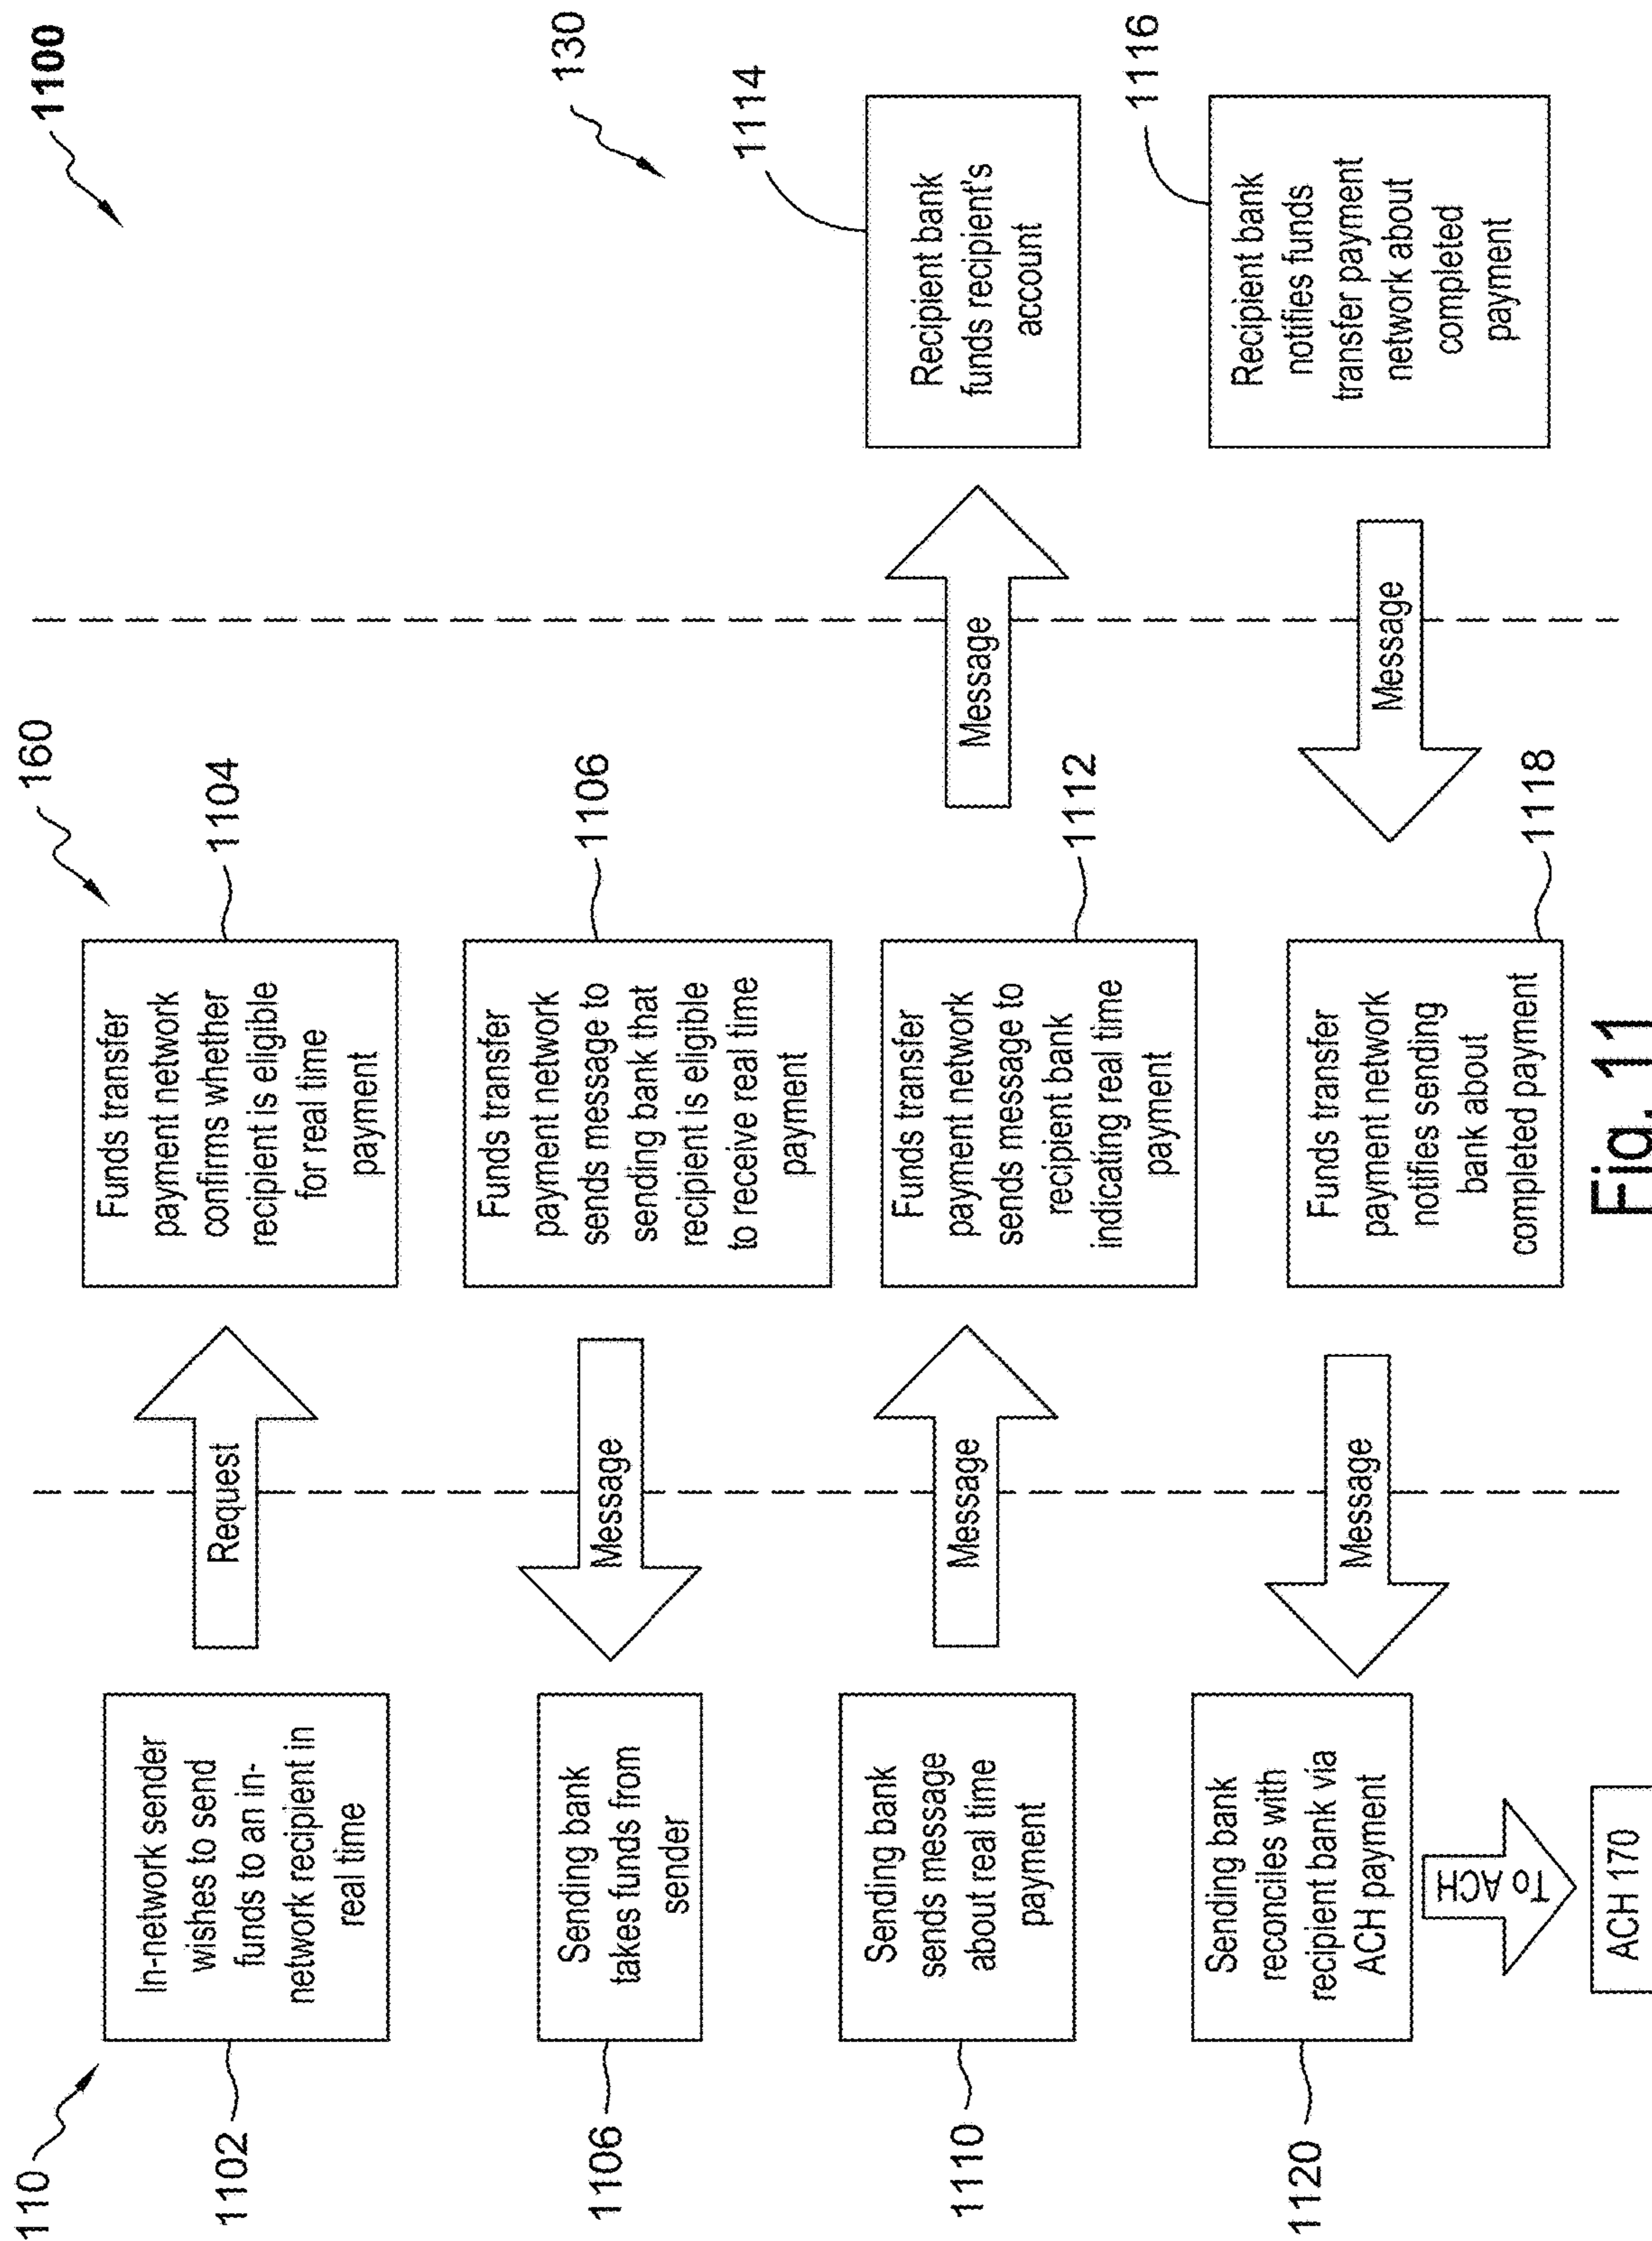 1100
110
160
130
1102
In-network sender
wishes to send
funds to an in-
network recipient in
real time
Request
Funds transfer
payment network
confirms whether
recipient is eligible
for real time
payment
1104
1106
Sending bank
takes funds from
sender
Message
Funds transfer
payment network
sends message to
sending bank that
recipient is eligible
to receive real time
payment
1106
1110
Sending bank
sends message
about real time
payment
Message
Funds transfer
payment network
sends message to
recipient bank
indicating real time
payment
1112
Message
Recipient bank
funds recipient's
account
1114
1120
Sending bank
reconciles with
recipient bank via
ACH payment
Message
Funds transfer
payment network
notifies sending
bank about
completed payment
1118
Message
Recipient bank
notifies funds
transfer payment
network about
completed
payment
1116
To ACH
ACH 170
Fig. 11